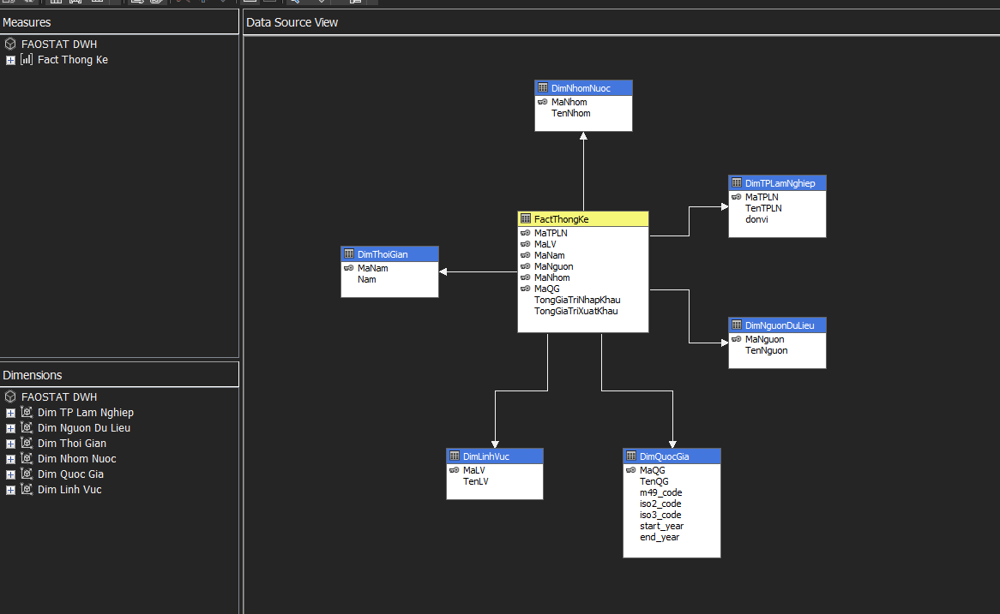 Measures
FAOSTAT DWH
Fact Thong Ke
Dimensions
FAOSTAT DWH
Dim TP Lam Nghiep
Dim Nguon Du Lieu
Dim Thoi Gian
Dim Nhom Nuoc
Dim Quoc Gia
Dim Linh Vuc
Data Source View
DimNhomNuoc
MaNhom
TenNhom
DimTPLamNghiep
MaTPLN
TenTPLN
donvi
FactThongKe
MaTPLN
MaLV
MaNam
MaNguon
MaNhom
MaQG
TongGiaTriNhapKhau
TongGiaTriXuatKhau
DimThoiGian
MaNam
Nam
DimNguonDuLieu
MaNguon
TenNguon
DimLinhVuc
MaLV
TenLV
DimQuocGia
MaQG
TenQG
m49_code
iso2_code
iso3_code
start_year
end_year